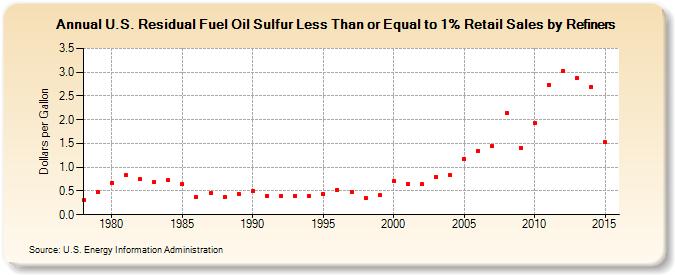 Annual U.S. Residual Fuel Oil Sulfur Less Than or Equal to 1% Retail Sales by Refiners
Dollars per Gallon
3.5
3.0
2.5
2.0
1.5
1.0
0.5
0.0
1980 1985 1990 1995 2000 2005 2010 2015
Source: U.S. Energy Information Administration